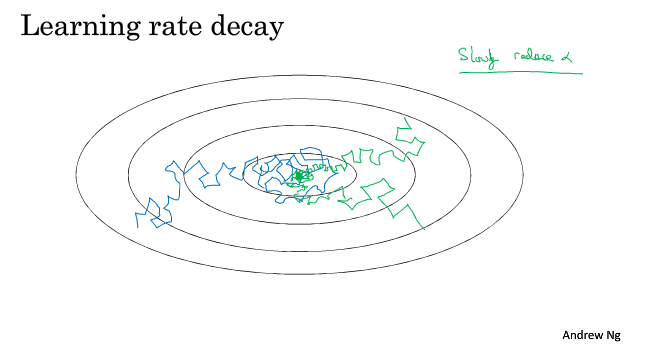 Learning rate decay
Slowly reduce α
Andrew Ng